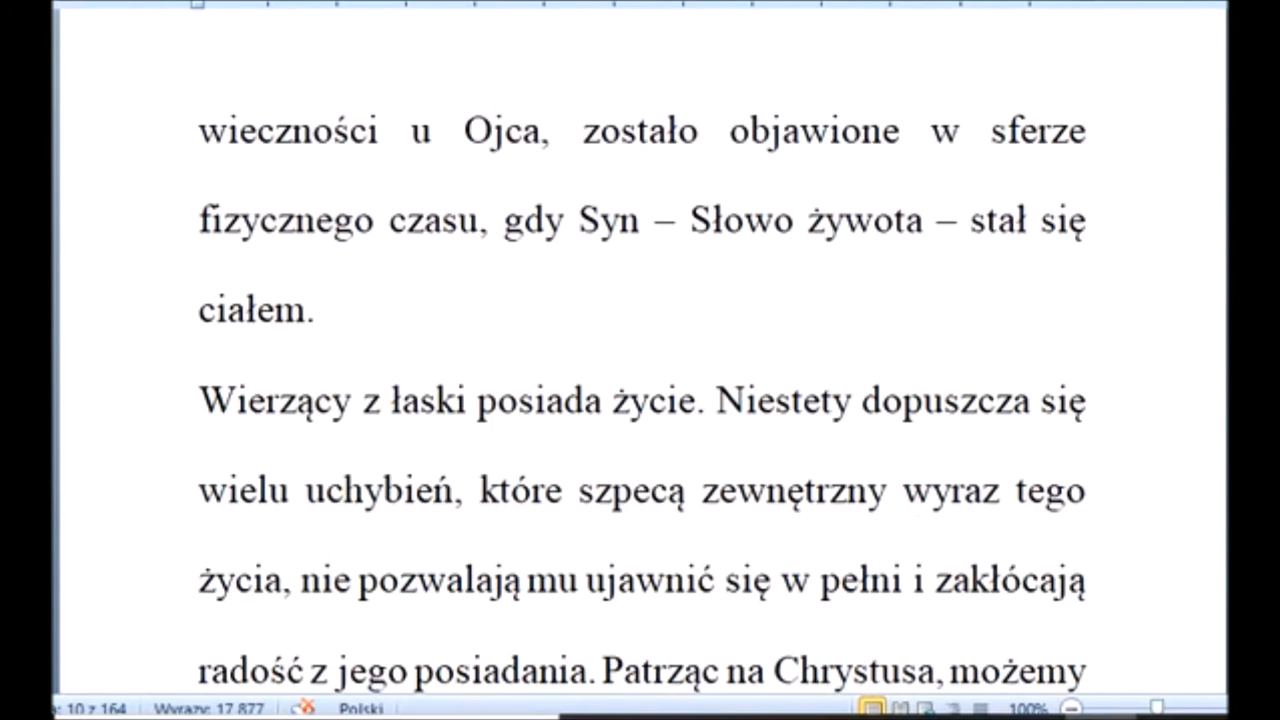 wieczności u Ojca, zostało objawione w sferze
fizycznego czasu, gdy Syn – Słowo żywota – stał się
ciałem.
Wierzący z łaski posiada życie. Niestety dopuszcza się
wielu uchybień, które szpecą zewnętrzny wyraz tego
życia, nie pozwalają mu ujawnić się w pełni i zakłócają
radość z jego posiadania. Patrząc na Chrystusa, możemy
: 10 z 164 Wyrazy: 17 877 Polski 100%